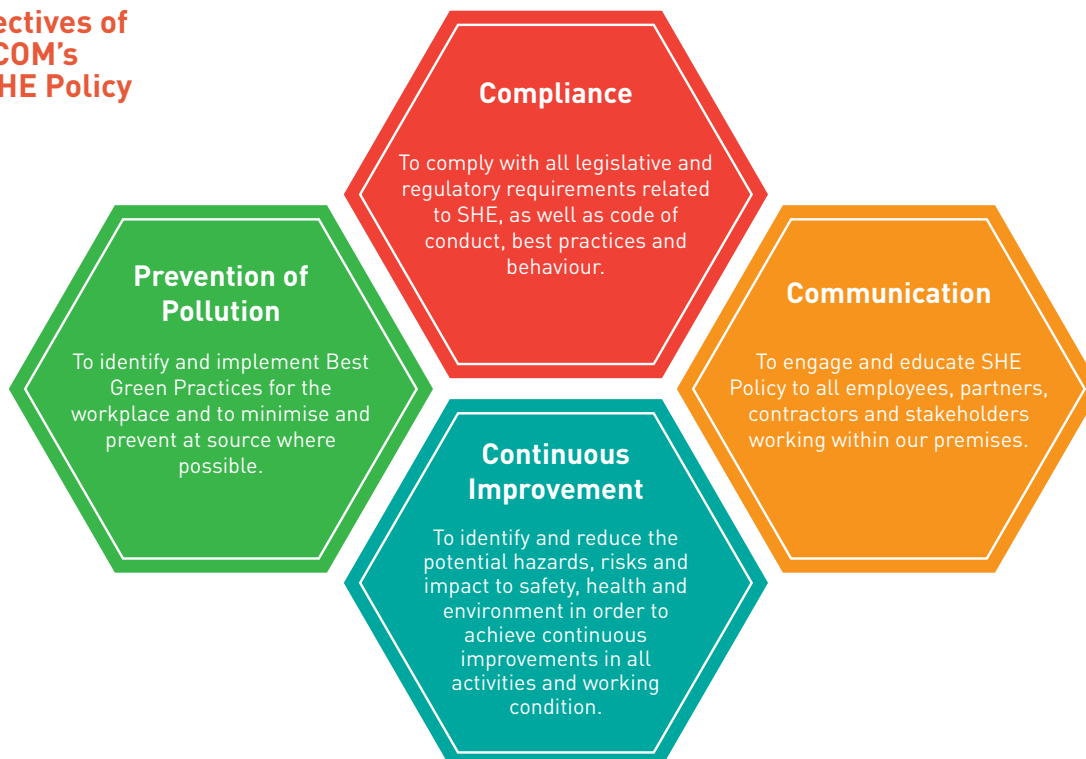 ectives of
COM's
HE Policy
Compliance
To comply with all legislative and
regulatory requirements related
to SHE, as well as code of
conduct, best practices and
behaviour.
Prevention of
Pollution
To identify and implement Best
Green Practices for the
workplace and to minimise and
prevent at source where
possible.
Communication
To engage and educate SHE
Policy to all employees, partners,
contractors and stakeholders
working within our premises.
Continuous
Improvement
To identify and reduce the
potential hazards, risks and
impact to safety, health and
environment in order to
achieve continuous
improvements in all
activities and working
condition.